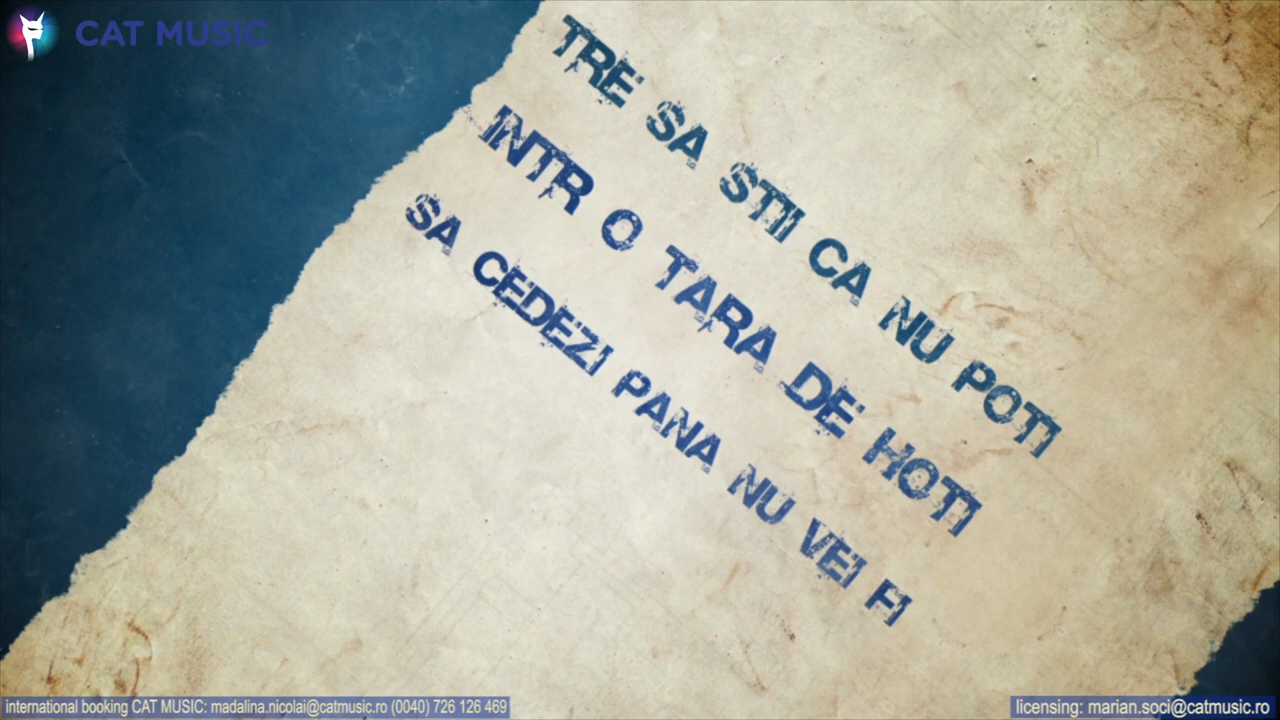 CAT MUSIC
TRE SA STII CA NU POTI
INTR O TARA DE HOTI
SA CEDEZI PANA NU VEI FI
international booking CAT MUSIC: madalina.nicolai@catmusic.ro (0040) 726 126 469
licensing: marian.soci@catmusic.ro